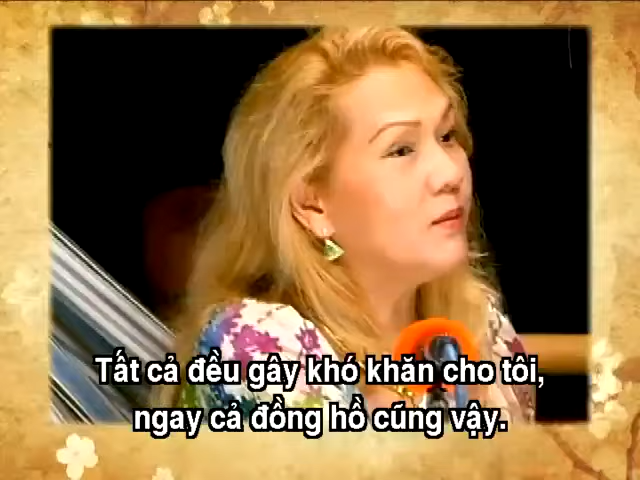 Tất cả đều gây khó khăn cho tôi,
ngay cả đồng hồ cũng vậy.